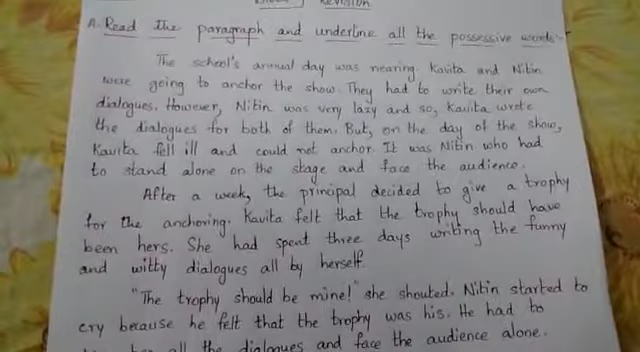 Revision
A. Read the paragraph and underline all the possessive words:-
The school's annual day was nearing. Kavita and Nitin
were going to anchor the show. They had to write their own
dialogues. However, Nitin was very lazy and so, Kavita wrote
the dialogues for both of them. But, on the day of the show,
Kavita fell ill and could not anchor. It was Nitin who had
to stand alone on the stage and face the audience.
After a week, the principal decided to give a trophy
for the anchoring. Kavita felt that the trophy should have
been hers. She had spent three days writing the funny
and witty dialogues all by herself.
"The trophy should be mine!" she shouted. Nitin started to
cry because he felt that the trophy was his. He had to
all the dialogues and face the audience alone.